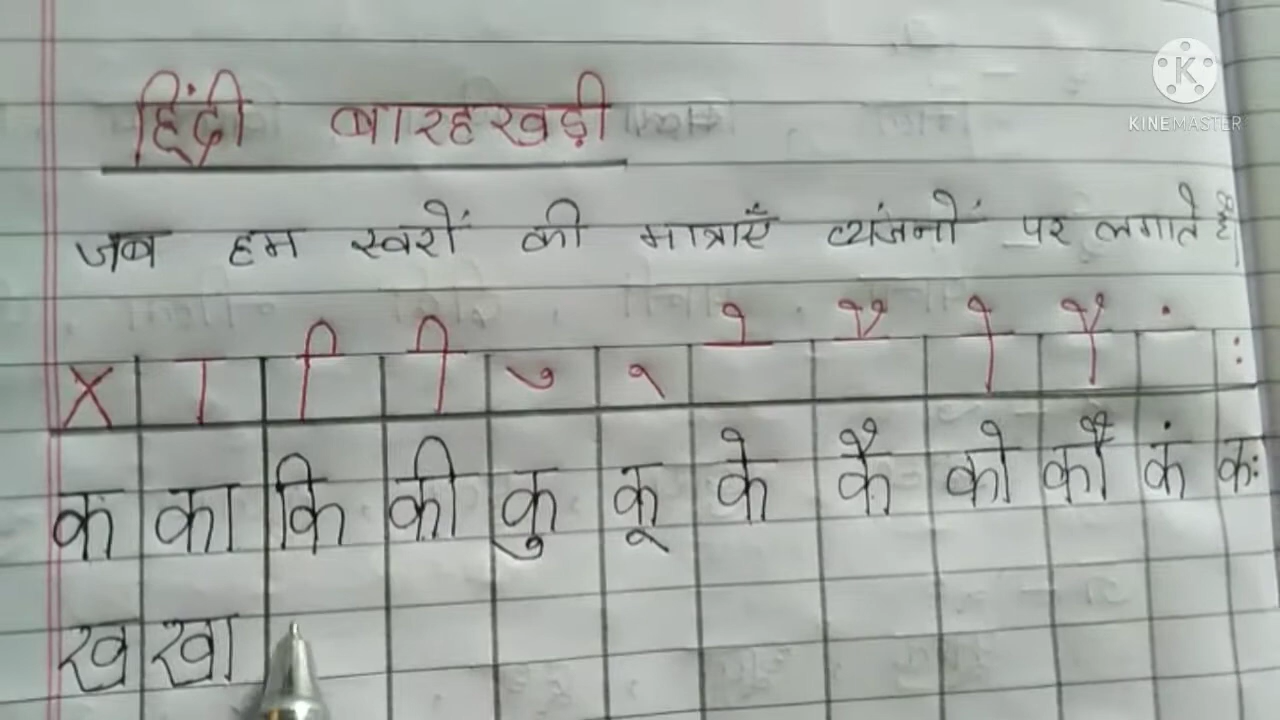 हिंदी बारहखड़ी
KINEMASTER
जब हम स्वरों की मात्राएँ व्यंजनों पर लगाते है
X ा ि ी ु ू े ै ो ौ ं ः
क का कि की कु कू के कै को कौ कं कः
ख खा